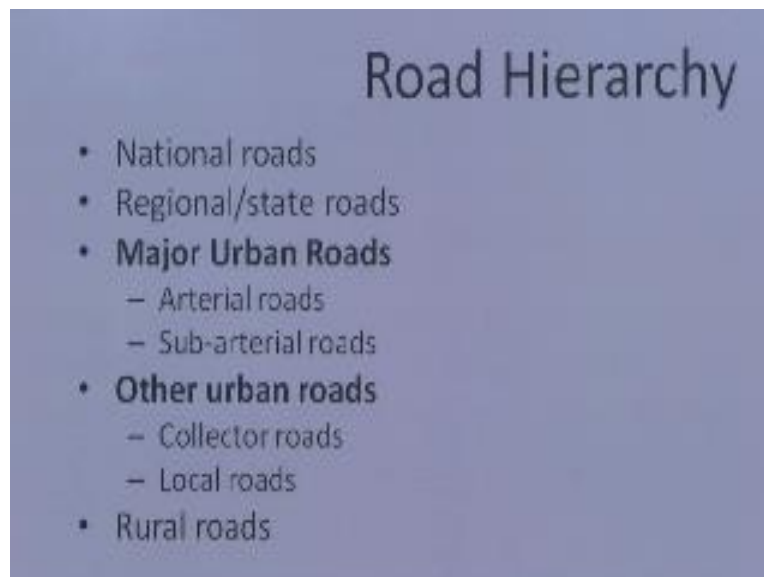 Road Hierarchy
• National roads
• Regional/state roads
• Major Urban Roads
– Arterial roads
– Sub-arterial roads
• Other urban roads
– Collector roads
– Local roads
• Rural roads